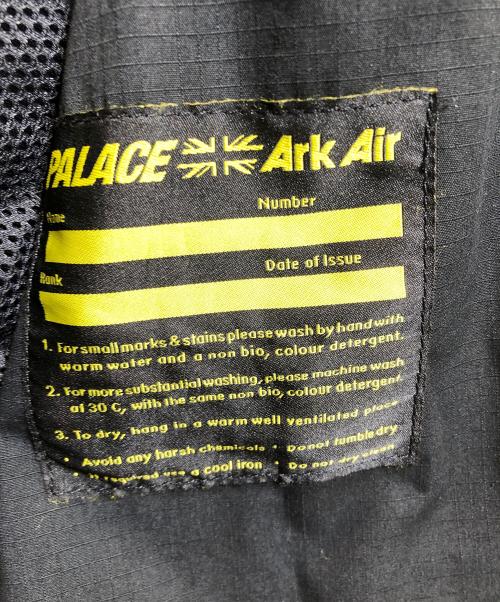 PALACE Ark Air
Name Number
Rank Date of Issue
1. For small marks & stains please wash by hand with
warm water and a non bio, colour detergent.
2. For more substantial washing, please machine wash
at 30 C, with the same non bio, colour detergent.
3. To dry, hang in a warm well ventilated place
• Avoid any harsh chemicals • Do not tumble dry
• If required use a cool iron • Do not dry clean